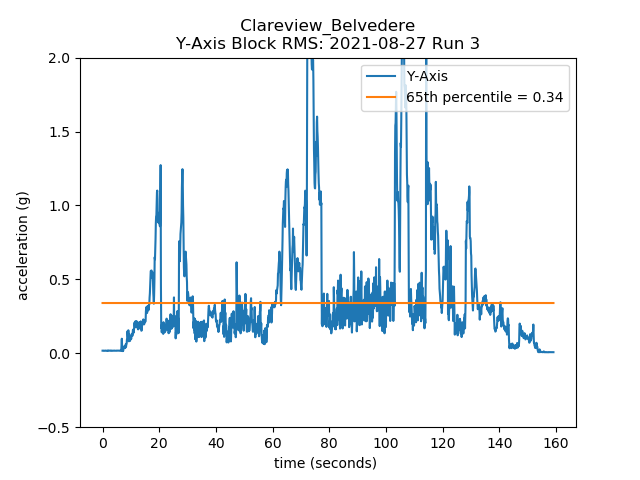 Clareview_Belvedere
Y-Axis Block RMS: 2021-08-27 Run 3
2.0
1.5
1.0
0.5
0.0
−0.5
acceleration (g)
Y-Axis
65th percentile = 0.34
0 20 40 60 80 100 120 140 160
time (seconds)